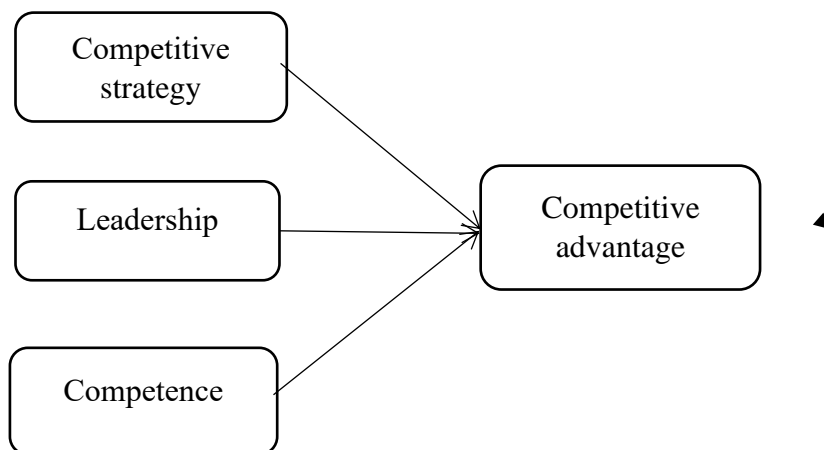 Competitive
strategy
Leadership
Competitive
advantage
Competence